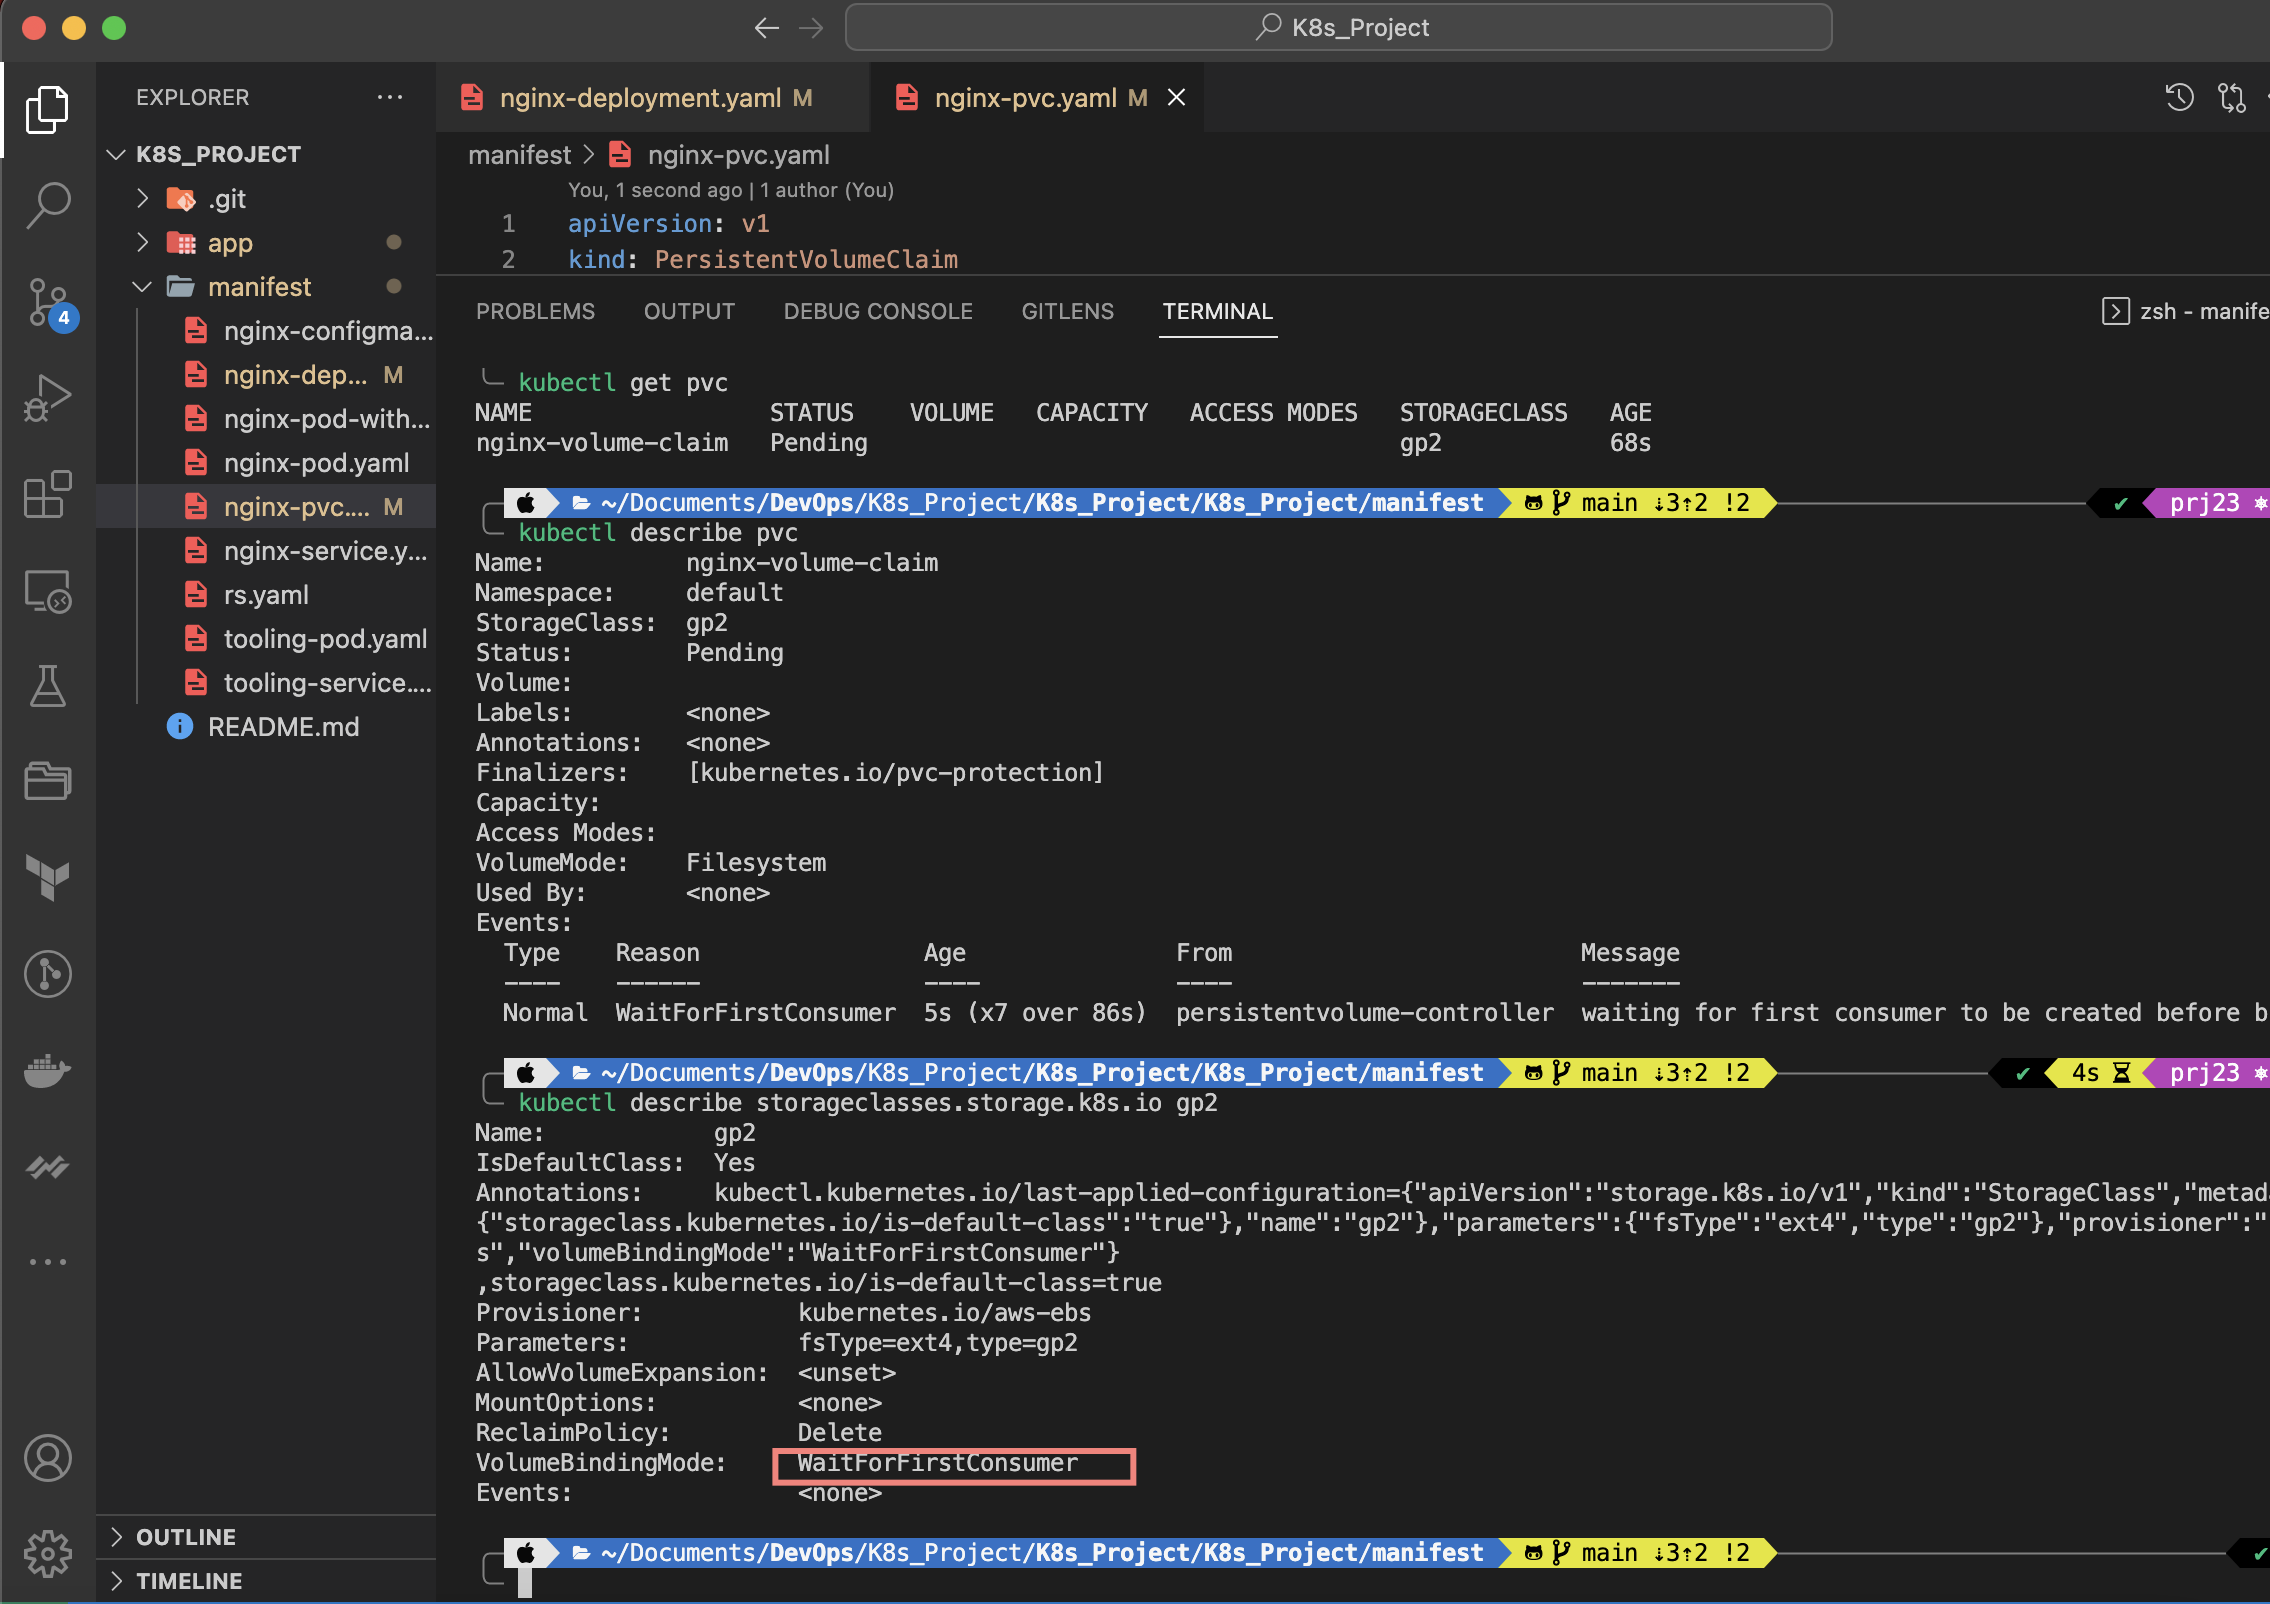 K8s_Project
EXPLORER
nginx-deployment.yaml M
nginx-pvc.yaml M
K8S_PROJECT
.git
app
manifest
nginx-configma...
nginx-dep... M
nginx-pod-with...
nginx-pod.yaml
nginx-pvc.... M
nginx-service.y...
rs.yaml
tooling-pod.yaml
tooling-service....
README.md
4
OUTLINE
TIMELINE
manifest > nginx-pvc.yaml
You, 1 second ago | 1 author (You)
1 apiVersion: v1
2 kind: PersistentVolumeClaim
PROBLEMS OUTPUT DEBUG CONSOLE GITLENS TERMINAL
zsh - manife
kubectl get pvc
NAME STATUS VOLUME CAPACITY ACCESS MODES STORAGECLASS AGE
nginx-volume-claim Pending gp2 68s
~/Documents/DevOps/K8s_Project/K8s_Project/K8s_Project/manifest main ⇣3⇡2 !2 ✔ prj23
kubectl describe pvc
Name: nginx-volume-claim
Namespace: default
StorageClass: gp2
Status: Pending
Volume:
Labels: <none>
Annotations: <none>
Finalizers: [kubernetes.io/pvc-protection]
Capacity:
Access Modes:
VolumeMode: Filesystem
Used By: <none>
Events:
Type Reason Age From Message
---- ------ ---- ---- -------
Normal WaitForFirstConsumer 5s (x7 over 86s) persistentvolume-controller waiting for first consumer to be created before b
~/Documents/DevOps/K8s_Project/K8s_Project/K8s_Project/manifest main ⇣3⇡2 !2 ✔ 4s prj23
kubectl describe storageclasses.storage.k8s.io gp2
Name: gp2
IsDefaultClass: Yes
Annotations: kubectl.kubernetes.io/last-applied-configuration={"apiVersion":"storage.k8s.io/v1","kind":"StorageClass","metad
{"storageclass.kubernetes.io/is-default-class":"true"},"name":"gp2"},"parameters":{"fsType":"ext4","type":"gp2"},"provisioner":"
s","volumeBindingMode":"WaitForFirstConsumer"}
,storageclass.kubernetes.io/is-default-class=true
Provisioner: kubernetes.io/aws-ebs
Parameters: fsType=ext4,type=gp2
AllowVolumeExpansion: <unset>
MountOptions: <none>
ReclaimPolicy: Delete
VolumeBindingMode: WaitForFirstConsumer
Events: <none>
~/Documents/DevOps/K8s_Project/K8s_Project/K8s_Project/manifest main ⇣3⇡2 !2 ✔